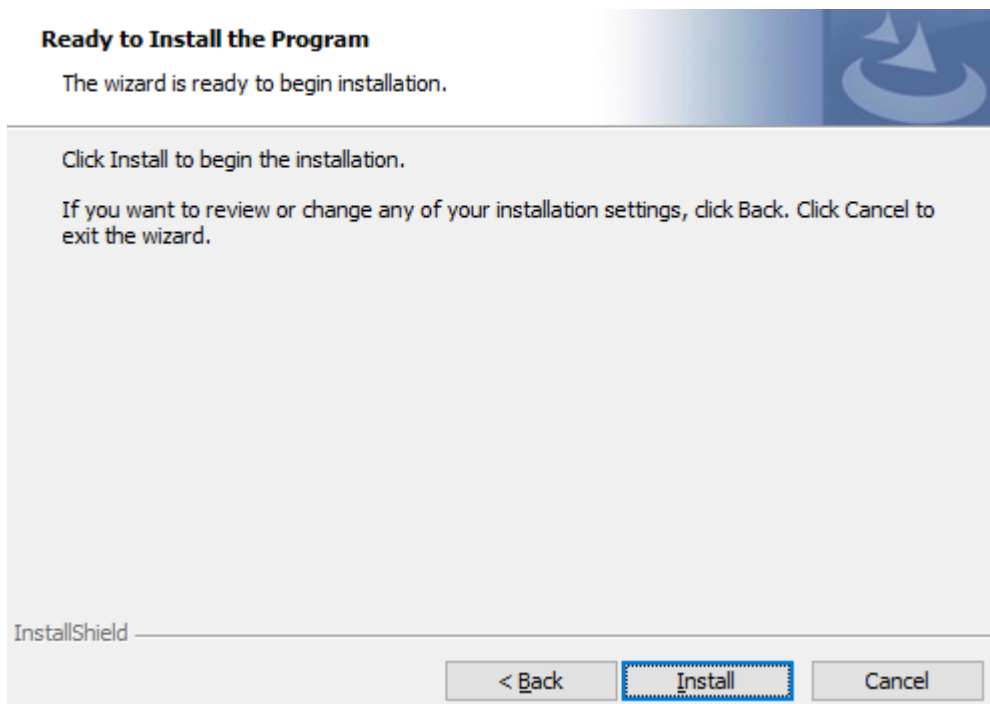 Ready to Install the Program
The wizard is ready to begin installation.
Click Install to begin the installation.
If you want to review or change any of your installation settings, click Back. Click Cancel to
exit the wizard.
InstallShield
< Back
Install
Cancel